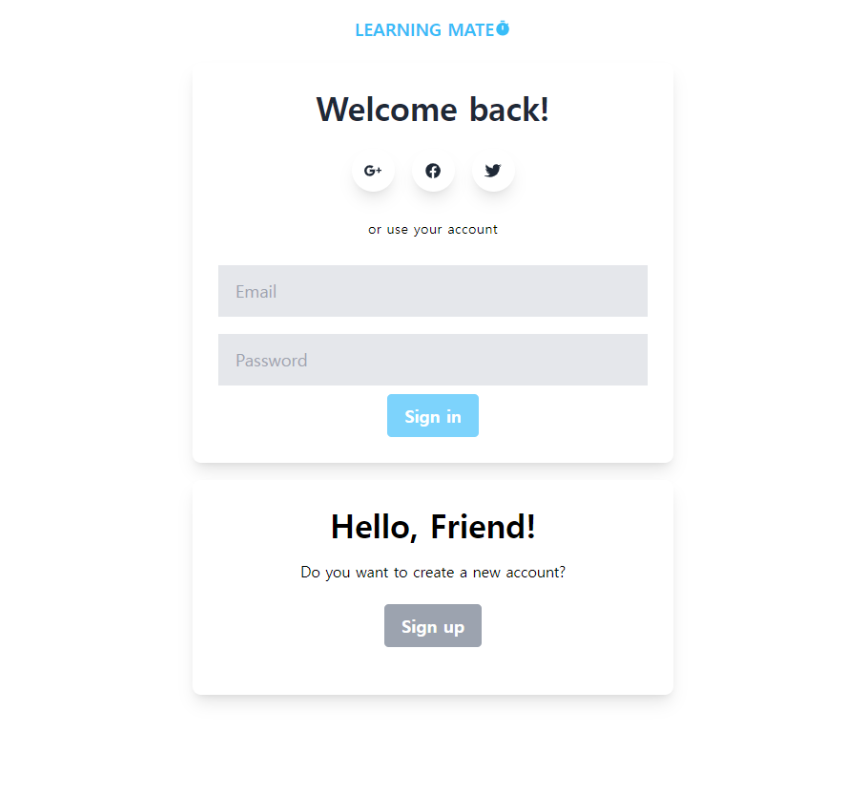 LEARNING MATE
Welcome back!
G+
or use your account
Email
Password
Sign in
Hello, Friend!
Do you want to create a new account?
Sign up